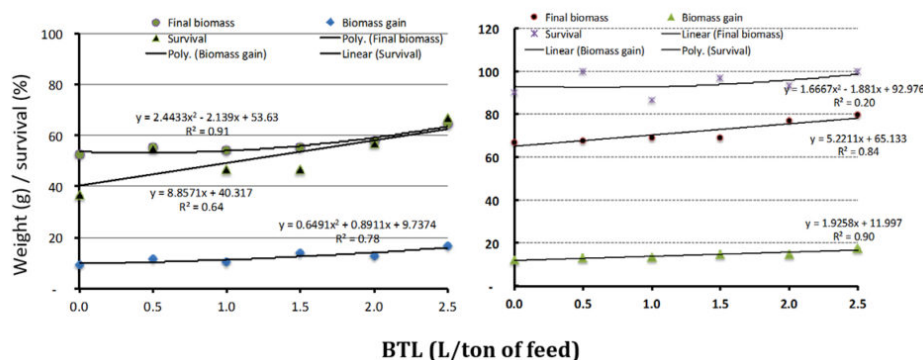 Final biomass Biomass gain
Survival Poly. (Final biomass)
Poly. (Biomass gain) Linear (Survival)
Weight (g) / survival (%)
100
80
60
40
20
-
y = 2.4433x² - 2.139x + 53.63
R² = 0.91
y = 8.8571x + 40.317
R² = 0.64
y = 0.6491x² + 0.8911x + 9.7374
R² = 0.78
0.0 0.5 1.0 1.5 2.0 2.5
Final biomass Biomass gain
Survival Linear (Final biomass)
Linear (Biomass gain) Poly. (Survival)
120
100
80
60
40
20
-
y = 1.6667x² - 1.881x + 92.976
R² = 0.20
y = 5.2211x + 65.133
R² = 0.84
y = 1.9258x + 11.997
R² = 0.90
0.0 0.5 1.0 1.5 2.0 2.5
BTL (L/ton of feed)